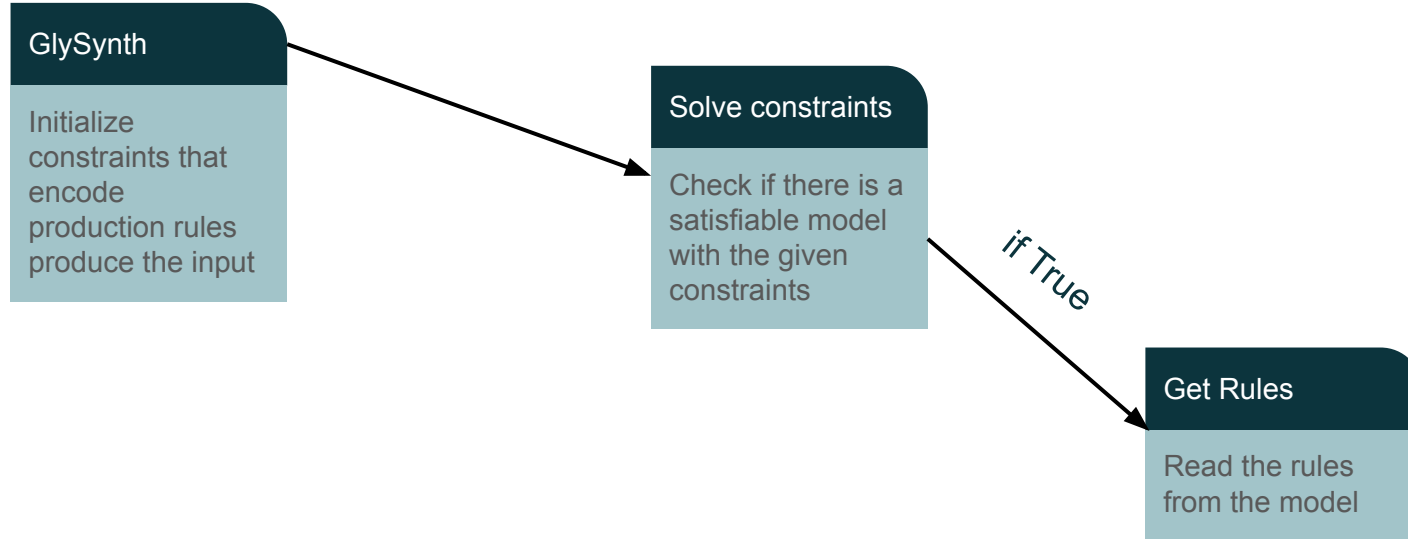 GlySynth
Initialize
constraints that
encode
production rules
produce the input
Solve constraints
Check if there is a
satisfiable model
with the given
constraints
if True
Get Rules
Read the rules
from the model